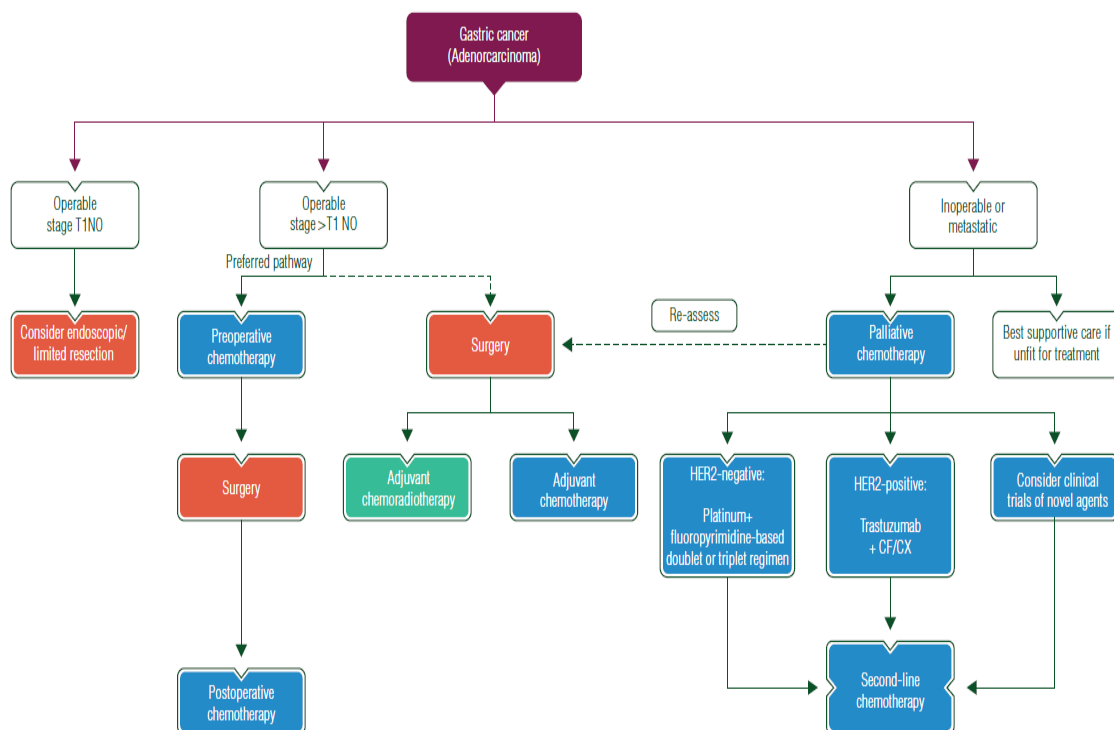 Gastric cancer
(Adenorcarcinoma)
Operable
stage T1NO
Operable
stage >T1 NO
Inoperable or
metastatic
Preferred pathway
Consider endoscopic/
limited resection
Preoperative
chemotherapy
Surgery
Re-assess
Palliative
chemotherapy
Best supportive care if
unfit for treatment
Surgery
Adjuvant
chemoradiotherapy
Adjuvant
chemotherapy
HER2-negative:
Platinum+
fluoropyrimidine-based
doublet or triplet regimen
HER2-positive:
Trastuzumab
+ CF/CX
Consider clinical
trials of novel agents
Postoperative
chemotherapy
Second-line
chemotherapy